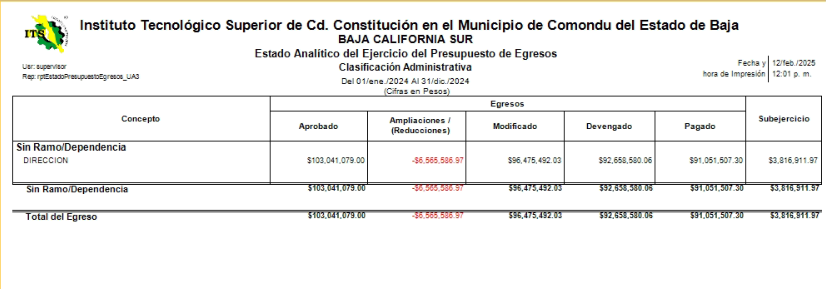 ITS
Instituto Tecnológico Superior de Cd. Constitución en el Municipio de Comondu del Estado de Baja
BAJA CALIFORNIA SUR
Estado Analítico del Ejercicio del Presupuesto de Egresos
Clasificación Administrativa
Del 01/ene./2024 Al 31/dic./2024
(Cifras en Pesos)
Usr: supervisor
Rep: rptEstadoPresupuestoEgresos_UA3
Fecha y 12/feb./2025
hora de Impresión 12:01 p. m.
Concepto Egresos Subejercicio
Aprobado Ampliaciones / (Reducciones) Modificado Devengado Pagado
Sin Ramo/Dependencia
DIRECCION $103,041,079.00 -$6,565,586.97 $96,475,492.03 $92,658,580.06 $91,051,507.30 $3,816,911.97
Sin Ramo/Dependencia $103,041,079.00 -$6,565,586.97 $96,475,492.03 $92,658,580.06 $91,051,507.30 $3,816,911.97
Total del Egreso $103,041,079.00 -$6,565,586.97 $96,475,492.03 $92,658,580.06 $91,051,507.30 $3,816,911.97